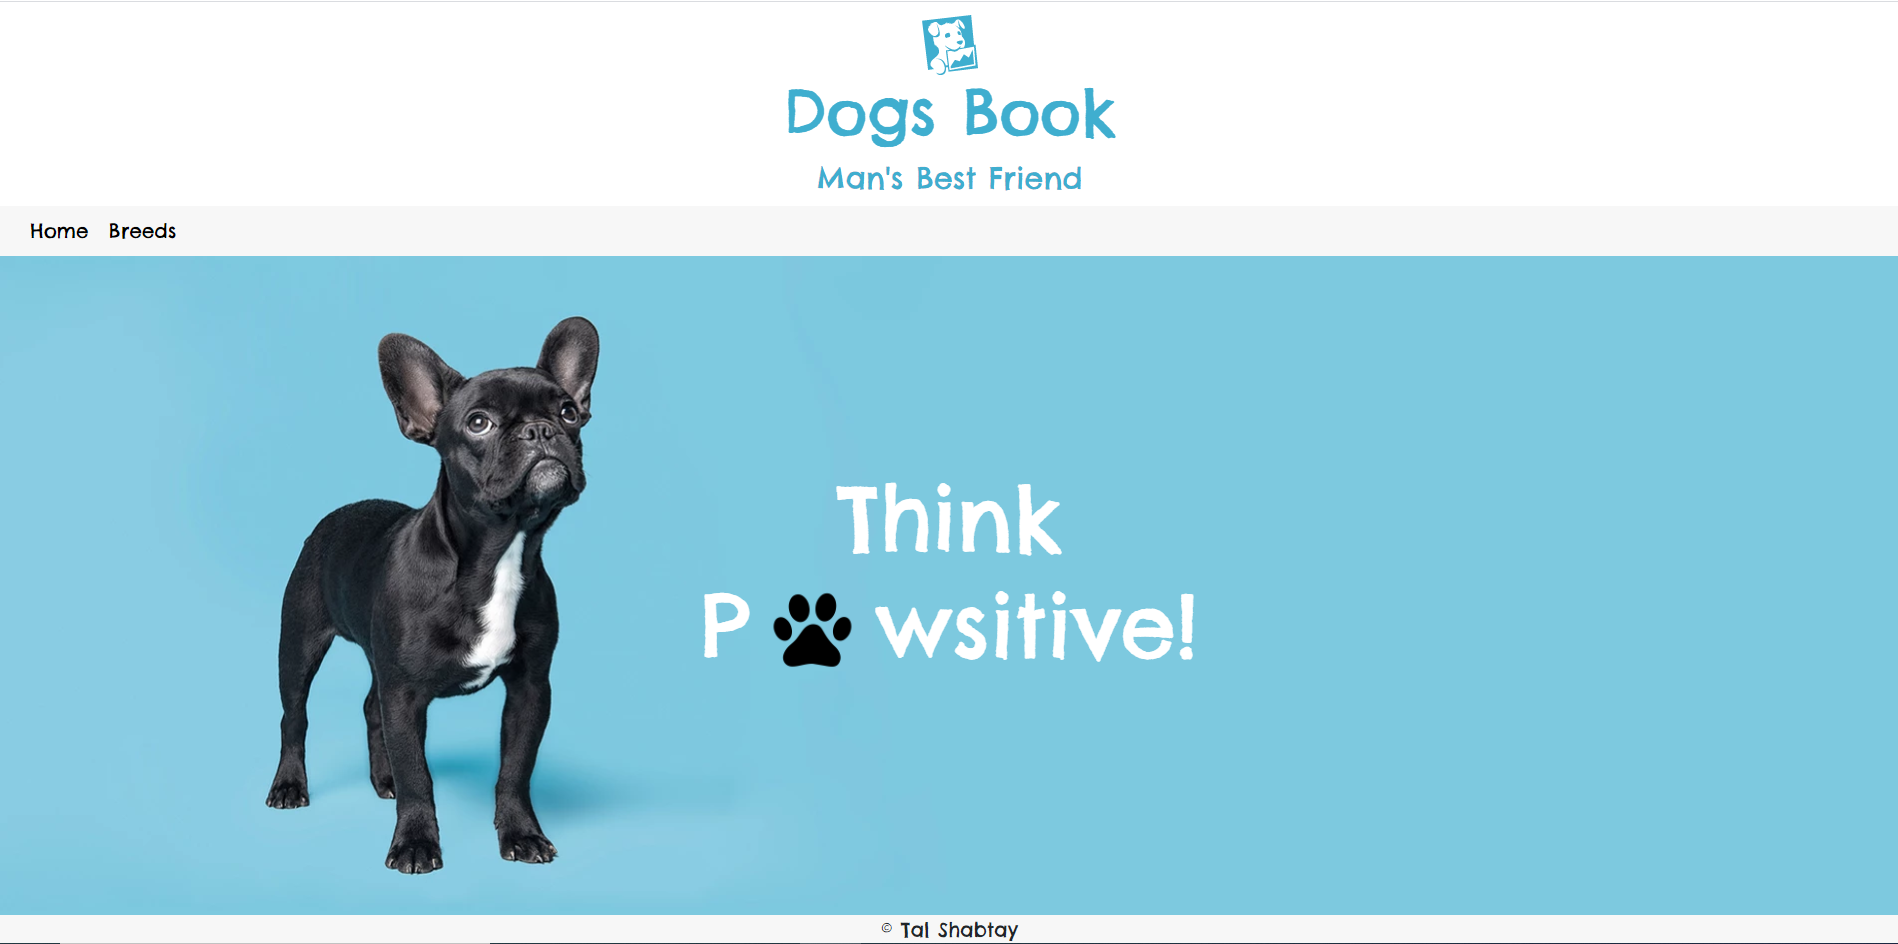 Dogs Book
Man's Best Friend
Home Breeds
Think
P wsitive!
© Tal Shabtay